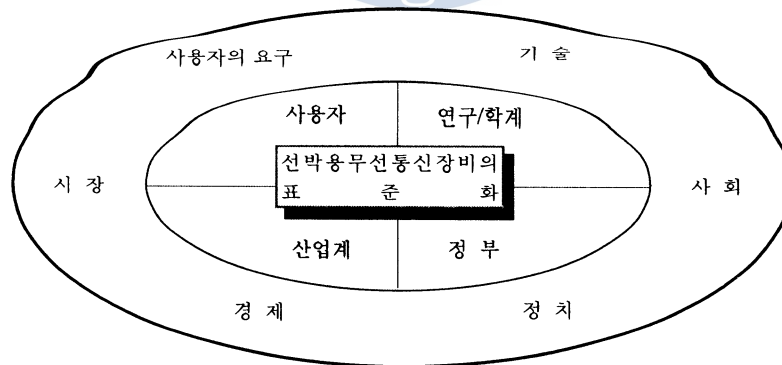 사용자의 요구
기 술
사용자
연구/학계
선박용무선통신장비의
표 준 화
시 장
사 회
산업계
정 부
경 제
정 치